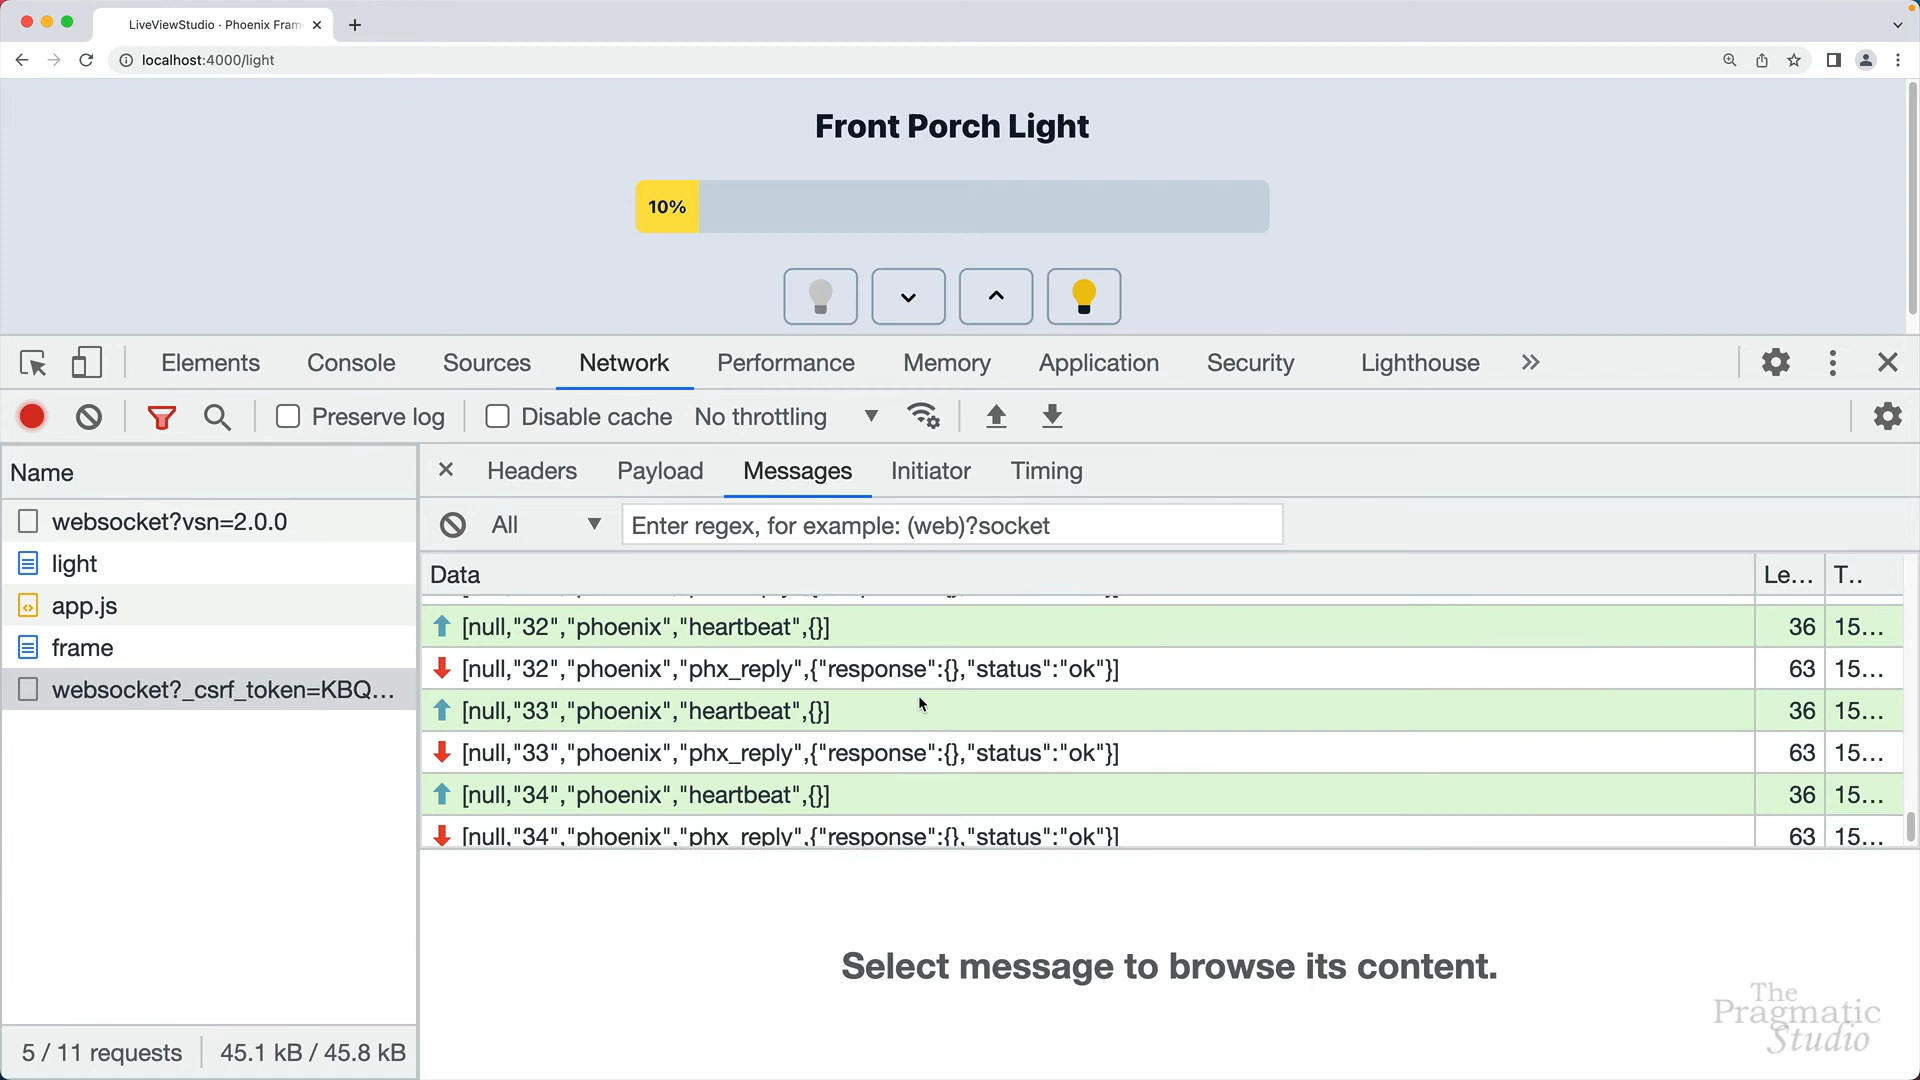 LiveViewStudio · Phoenix Fram
localhost:4000/light
Front Porch Light
10%
Elements Console Sources Network Performance Memory Application Security Lighthouse
Preserve log Disable cache No throttling
Name
Headers Payload Messages Initiator Timing
All Enter regex, for example: (web)?socket
websocket?vsn=2.0.0
light
app.js
frame
websocket?_csrf_token=KBQ...
Data Le... T..
[null,"32","phoenix","heartbeat",{}] 36 15...
[null,"32","phoenix","phx_reply",{"response":{},"status":"ok"}] 63 15...
[null,"33","phoenix","heartbeat",{}] 36 15...
[null,"33","phoenix","phx_reply",{"response":{},"status":"ok"}] 63 15...
[null,"34","phoenix","heartbeat",{}] 36 15...
[null,"34","phoenix","phx_reply",{"response":{},"status":"ok"}] 63 15...
Select message to browse its content.
5 / 11 requests 45.1 kB / 45.8 kB
The
Pragmatic
Studio